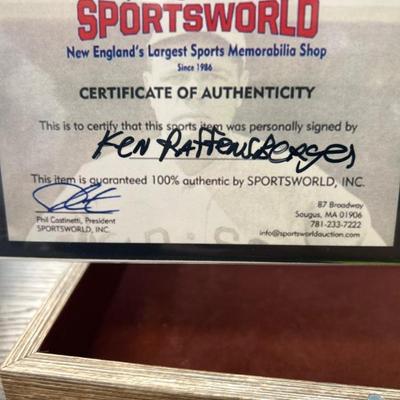 SPORTSWORLD
New England's Largest Sports Memorabilia Shop
Since 1986
CERTIFICATE OF AUTHENTICITY
This is to certify that this sports item was personally signed by
Ken Raffensberger
This item is guaranteed 100% authentic by SPORTSWORLD, INC.
Phil Castinetti, President
SPORTSWORLD, INC.
87 Broadway
Saugus, MA 01906
781-233-7222
info@sportsworldauction.com